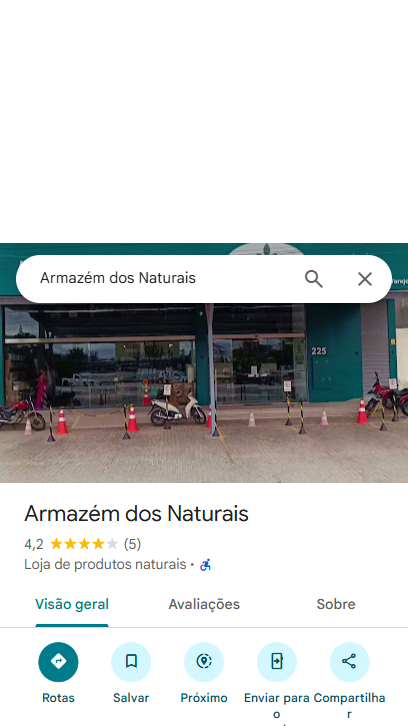 Armazém dos Naturais
225
Armazém dos Naturais
4,2 (5)
Loja de produtos naturais ·
Visão geral
Avaliações
Sobre
Rotas
Salvar
Próximo
Enviar para o
Compartilhar